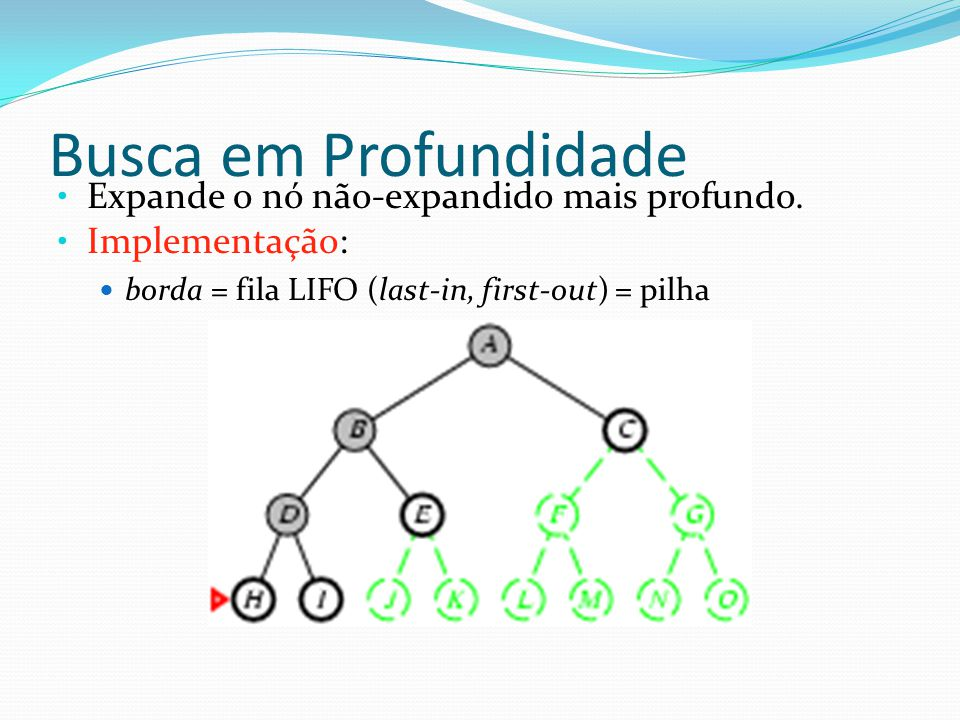 Busca em Profundidade
• Expande o nó não-expandido mais profundo.
• Implementação:
• borda = fila LIFO (last-in, first-out) = pilha
A
B C
D E F G
H I J K L M N O